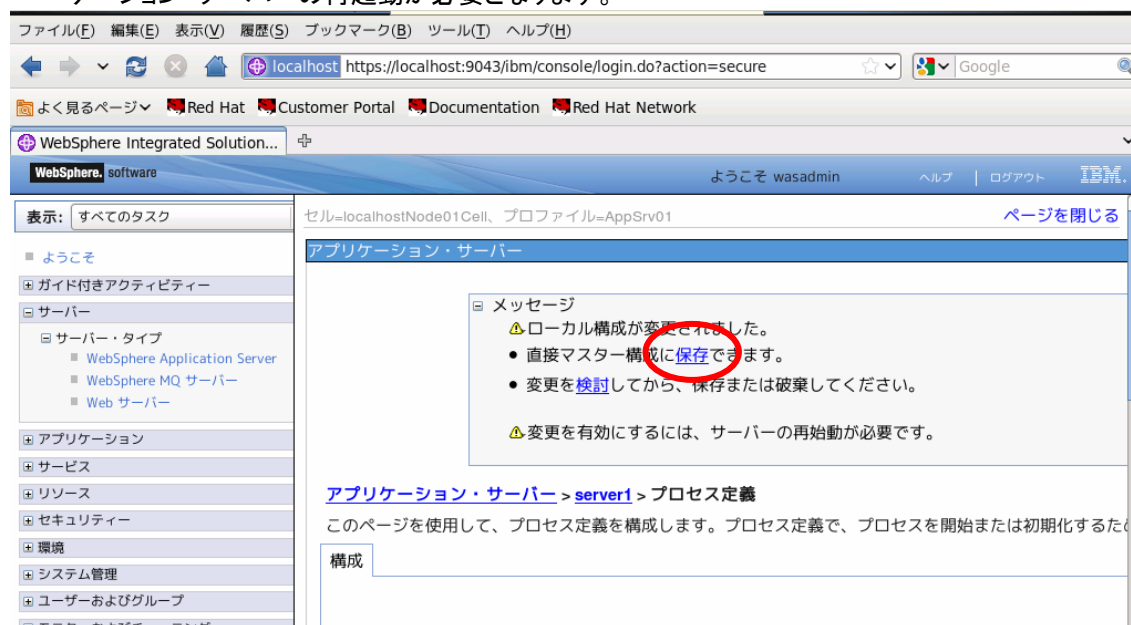 ファイル(F) 編集(E) 表示(V) 履歴(S) ブックマーク(B) ツール(T) ヘルプ(H)
localhost https://localhost:9043/ibm/console/login.do?action=secure Google
よく見るページ Red Hat Customer Portal Documentation Red Hat Network
WebSphere Integrated Solution...
WebSphere. software ようこそ wasadmin ヘルプ | ログアウト IBM.
表示: すべてのタスク
ようこそ
ガイド付きアクティビティー
サーバー
サーバー・タイプ
WebSphere Application Server
WebSphere MQ サーバー
Web サーバー
アプリケーション
サービス
リソース
セキュリティー
環境
システム管理
ユーザーおよびグループ
セル=localhostNode01Cell、プロファイル=AppSrv01 ページを閉じる
アプリケーション・サーバー
メッセージ
ローカル構成が変更されました。
直接マスター構成に保存できます。
変更を検討してから、保存または破棄してください。
変更を有効にするには、サーバーの再始動が必要です。
アプリケーション・サーバー > server1 > プロセス定義
このページを使用して、プロセス定義を構成します。プロセス定義で、プロセスを開始または初期化するた
構成